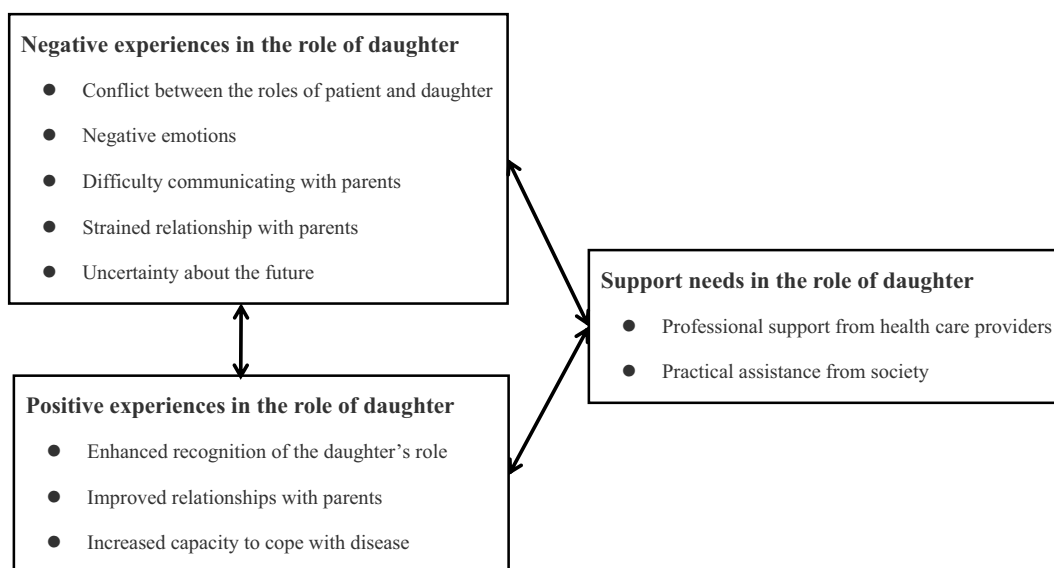 Negative experiences in the role of daughter
● Conflict between the roles of patient and daughter
● Negative emotions
● Difficulty communicating with parents
● Strained relationship with parents
● Uncertainty about the future
Support needs in the role of daughter
● Professional support from health care providers
● Practical assistance from society
Positive experiences in the role of daughter
● Enhanced recognition of the daughter’s role
● Improved relationships with parents
● Increased capacity to cope with disease